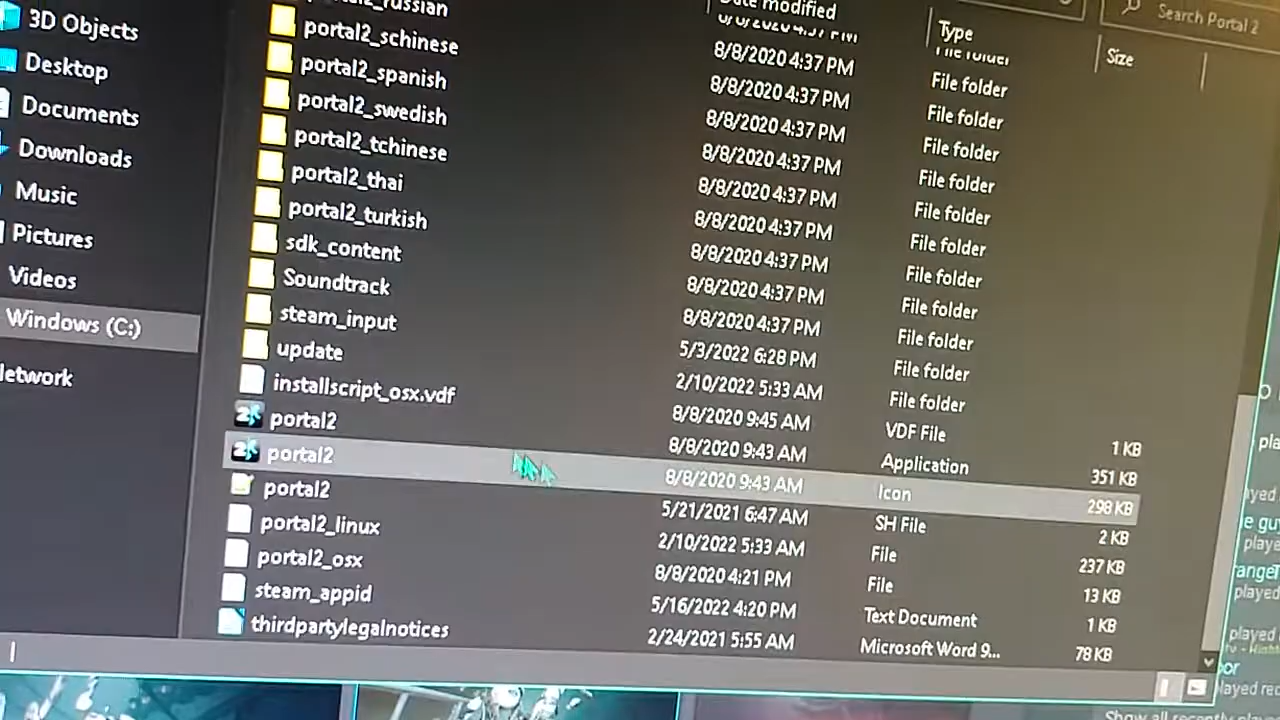 Date modified
Type
Size
Search Portal 2
3D Objects
Desktop
Documents
Downloads
Music
Pictures
Videos
Windows (C:)
portal2_russian 8/8/2020 4:37 PM File folder
portal2_schinese 8/8/2020 4:37 PM File folder
portal2_spanish 8/8/2020 4:37 PM File folder
portal2_swedish 8/8/2020 4:37 PM File folder
portal2_tchinese 8/8/2020 4:37 PM File folder
portal2_thai 8/8/2020 4:37 PM File folder
portal2_turkish 8/8/2020 4:37 PM File folder
sdk_content 8/8/2020 4:37 PM File folder
Soundtrack 8/8/2020 4:37 PM File folder
steam_input 5/3/2022 6:28 PM File folder
update 2/10/2022 5:33 AM File folder
installscript_osx.vdf 8/8/2020 9:45 AM VDF File 1 KB
portal2 8/8/2020 9:43 AM Application 351 KB
portal2 8/8/2020 9:43 AM Icon 298 KB
portal2 5/21/2021 6:47 AM SH File 2 KB
portal2_linux 2/10/2022 5:33 AM File 237 KB
portal2_osx 8/8/2020 4:21 PM File 13 KB
steam_appid 5/16/2022 4:20 PM Text Document 1 KB
thirdpartylegalnotices 2/24/2021 5:55 AM Microsoft Word 9... 78 KB
played
played
played